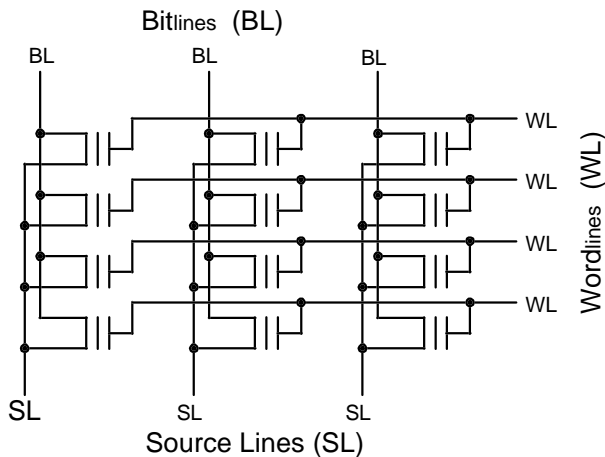 Bitlines (BL)
BL BL BL
WL
WL
WL
WL
Wordlines (WL)
SL SL SL
Source Lines (SL)